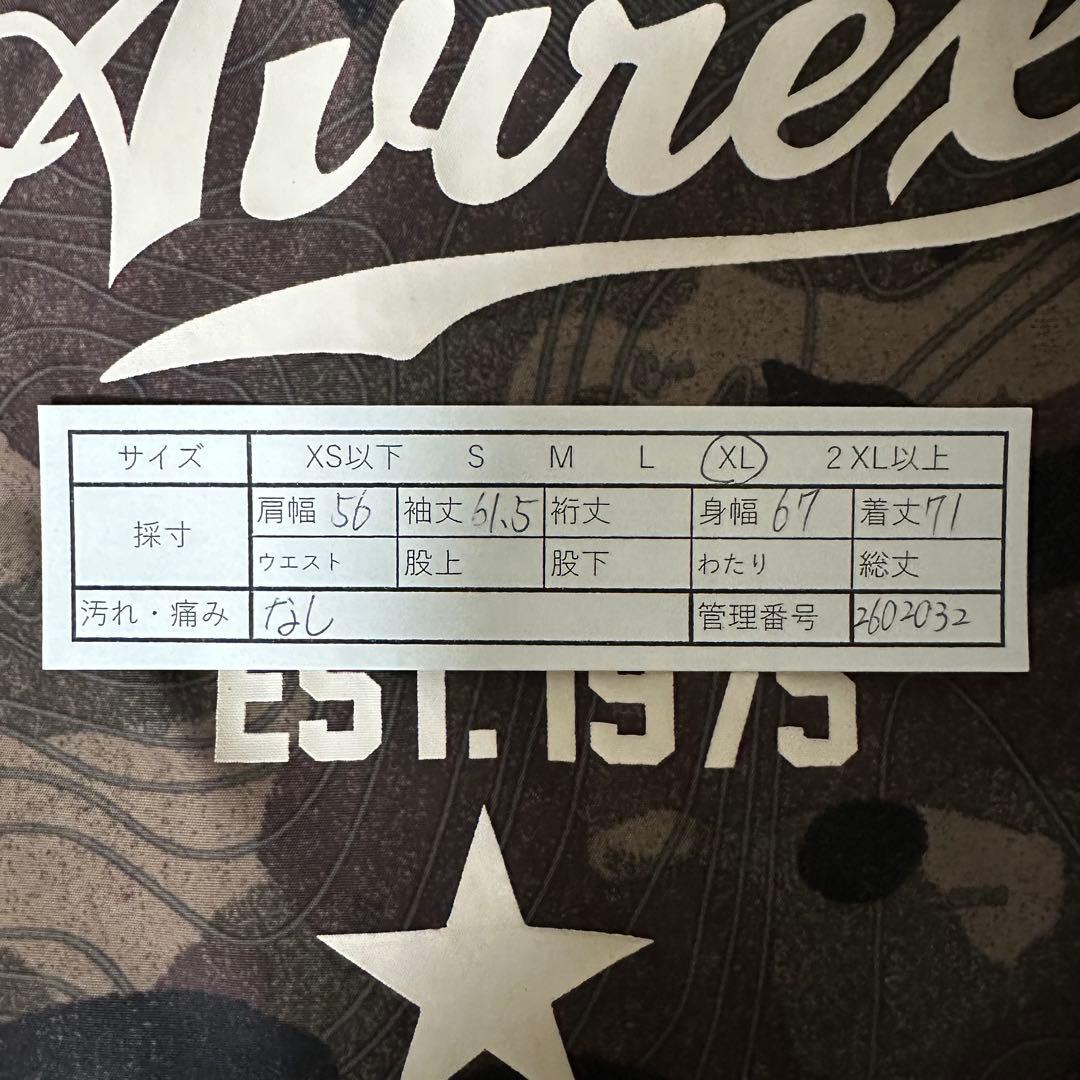 Avirex
サイズ XS以下 S M L XL 2XL以上
採寸 肩幅 56 袖丈 61.5 裄丈 身幅 67 着丈 71
ウエスト 股上 股下 わたり 総丈
汚れ・痛み なし 管理番号 2602032
EST. 1975